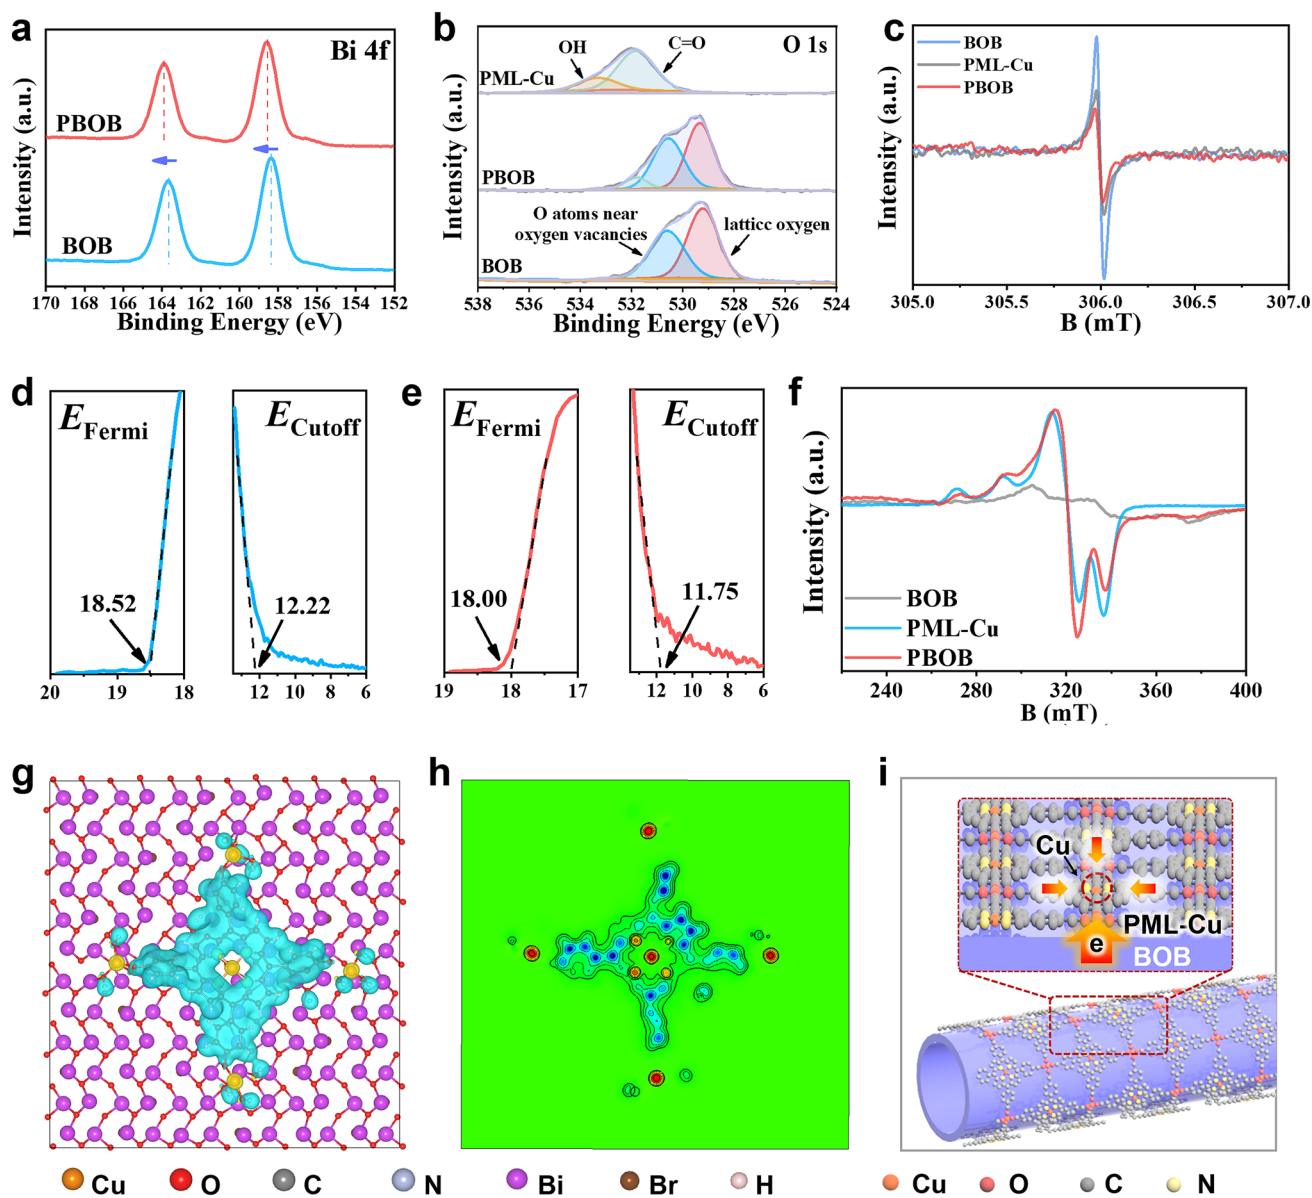 a
Bi 4f
PBOB
BOB
Intensity (a.u.)
170 168 166 164 162 160 158 156 154 152
Binding Energy (eV)
b
O 1s
OH
C=O
PML-Cu
PBOB
O atoms near
oxygen vacancies
latticc oxygen
BOB
Intensity (a.u.)
538 536 534 532 530 528 526 524
Binding Energy (eV)
c
BOB
PML-Cu
PBOB
Intensity (a.u.)
305.0 305.5 306.0 306.5 307.0
B (mT)
d
EFermi
18.52
20 19 18
ECutoff
12.22
12 10 8 6
e
EFermi
18.00
19 18 17
ECutoff
11.75
12 10 8 6
f
Intensity (a.u.)
BOB
PML-Cu
PBOB
240 280 320 360 400
B (mT)
g
h
i
Cu
PML-Cu
e
BOB
Cu O C N Bi Br H
Cu O C N